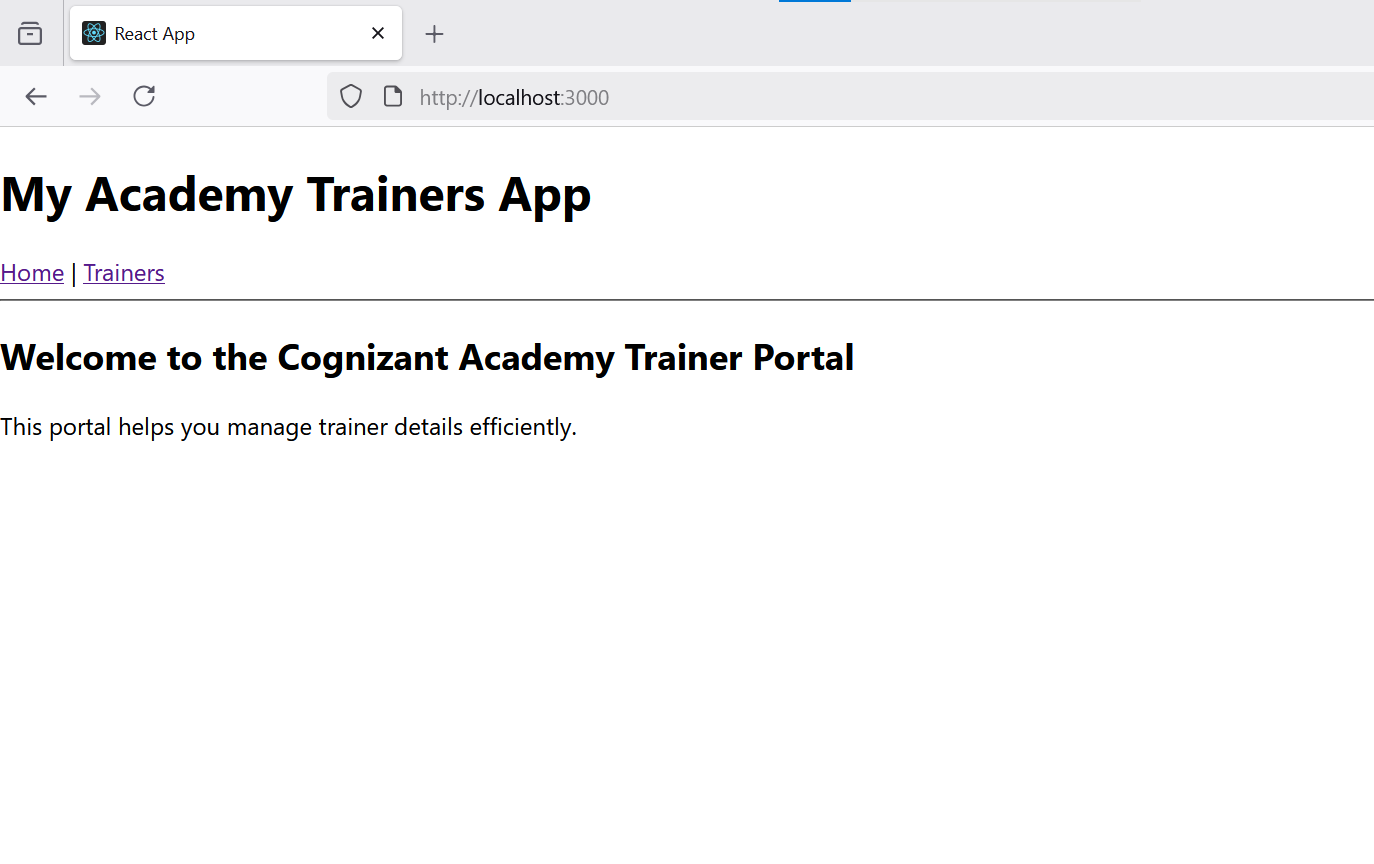 React App
http://localhost:3000
My Academy Trainers App
Home | Trainers
Welcome to the Cognizant Academy Trainer Portal
This portal helps you manage trainer details efficiently.